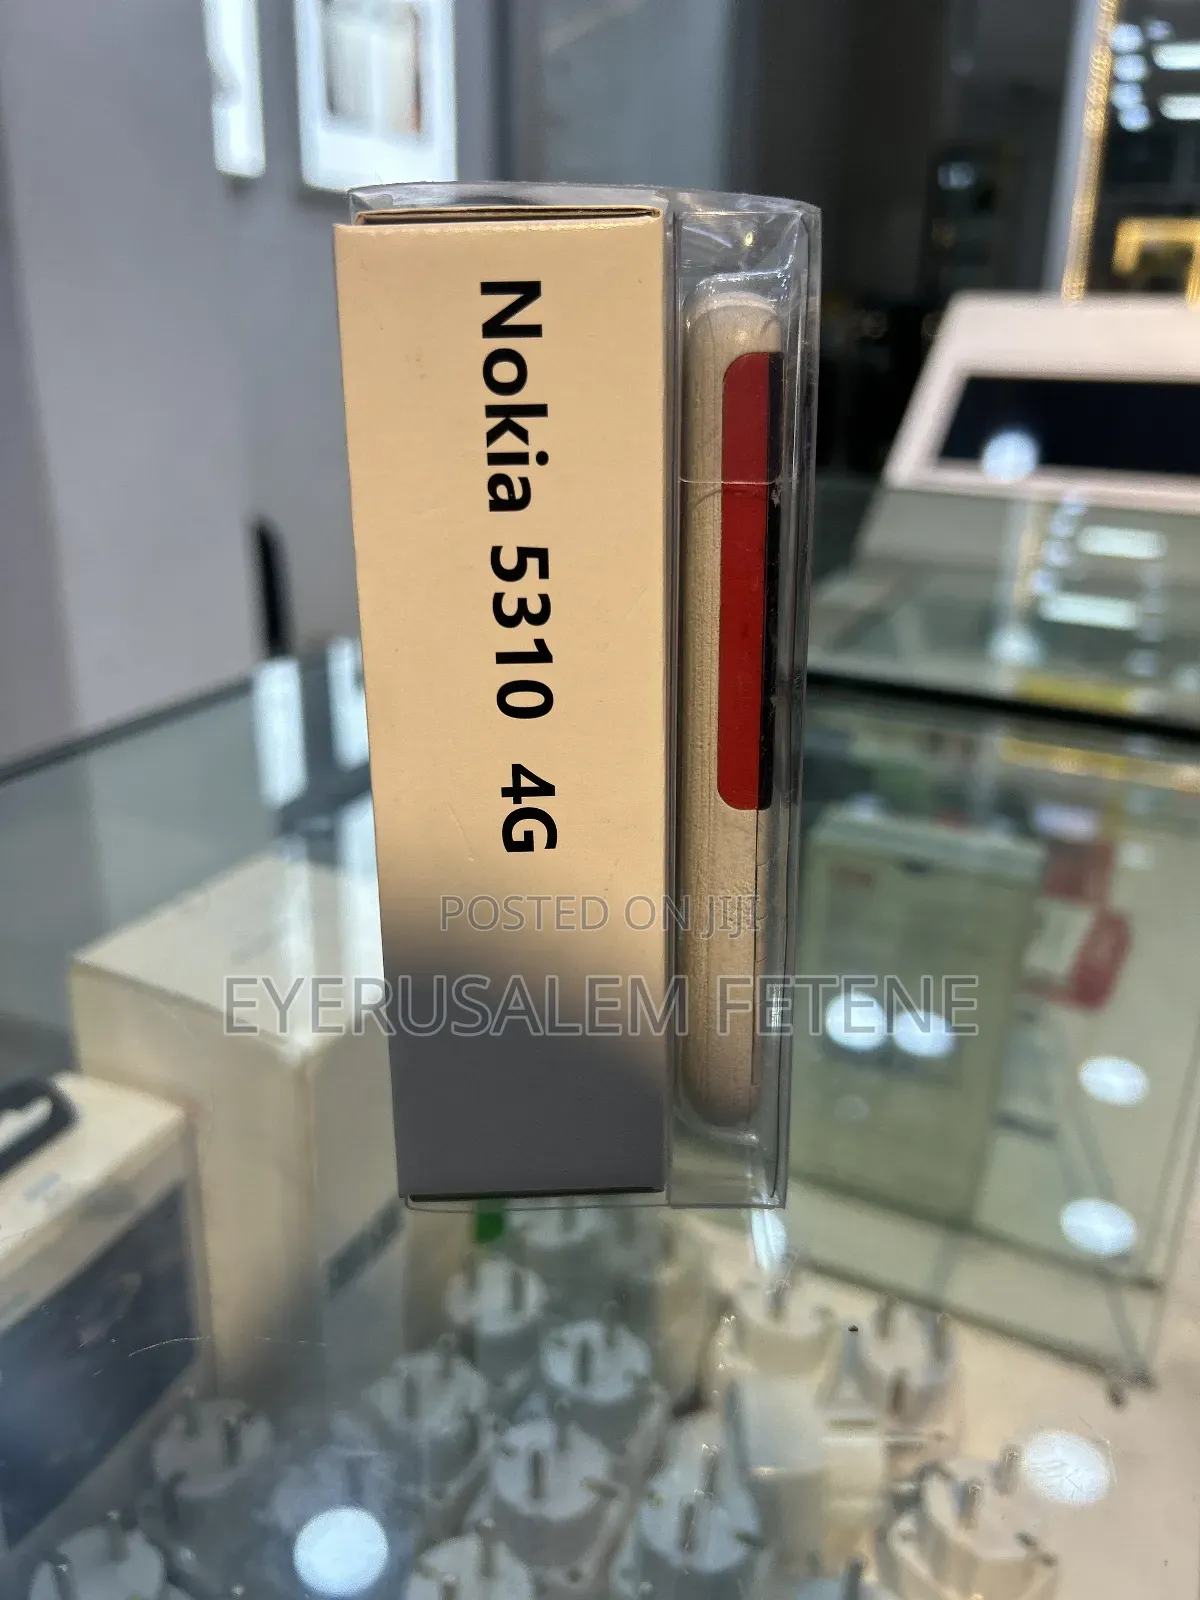 Nokia 5310 4G
POSTED ON JIJI
EYERUSALEM FETENE